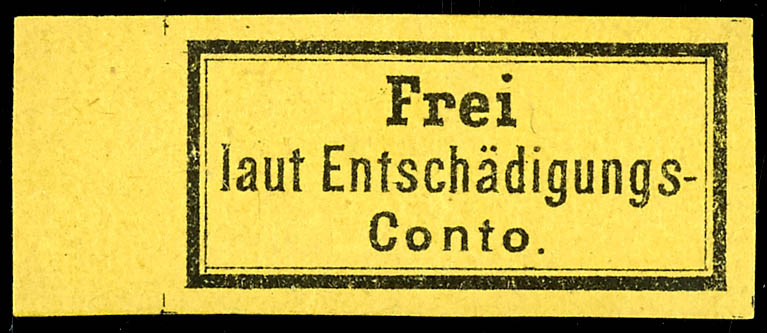 Frei
laut Entschädigungs-
Conto.